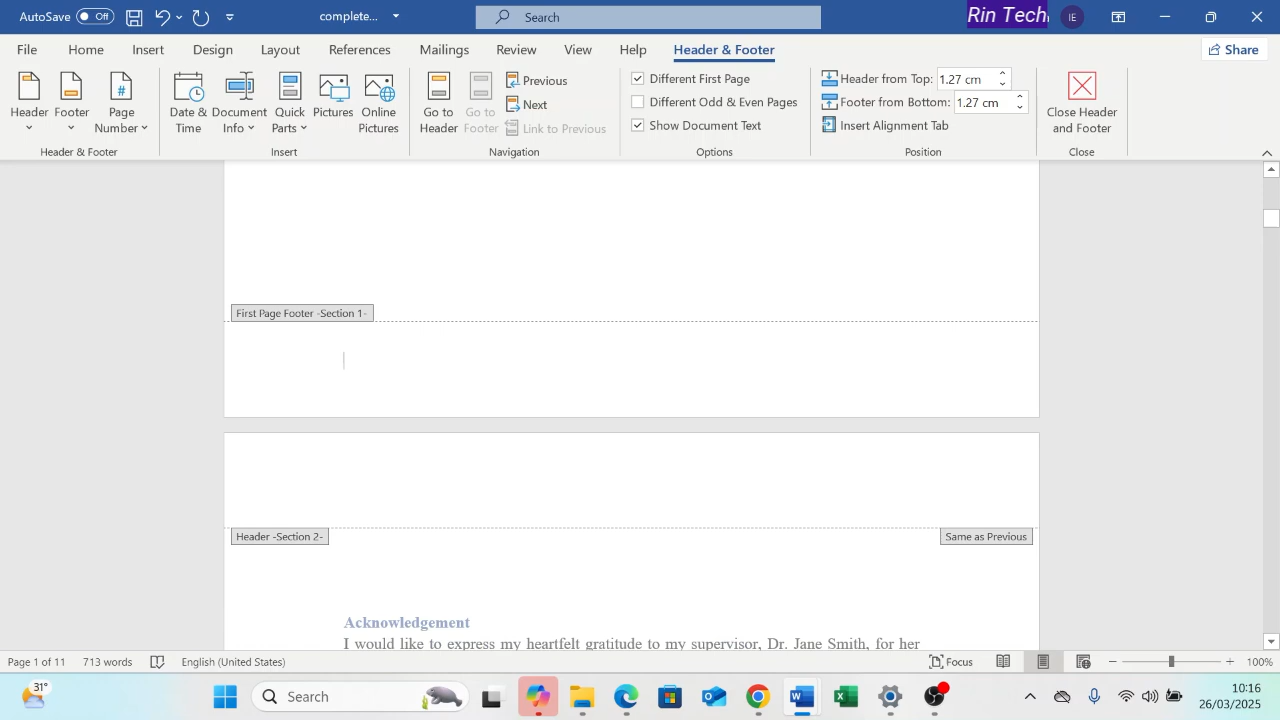 AutoSave Off complete... Search Rin Tech IE
File Home Insert Design Layout References Mailings Review View Help Header & Footer Share
Header Footer Page Number
Header & Footer
Date & Time Document Info Quick Parts Pictures Online Pictures
Insert
Go to Header Go to Footer Previous Next Link to Previous
Navigation
Different First Page
Different Odd & Even Pages
Show Document Text
Options
Header from Top: 1.27 cm
Footer from Bottom: 1.27 cm
Insert Alignment Tab
Position
Close Header and Footer
Close
First Page Footer -Section 1-
Header -Section 2- Same as Previous
Acknowledgement
I would like to express my heartfelt gratitude to my supervisor, Dr. Jane Smith, for her
Page 1 of 11 713 words English (United States) Focus 100%
31° Search 10:16
26/03/2025